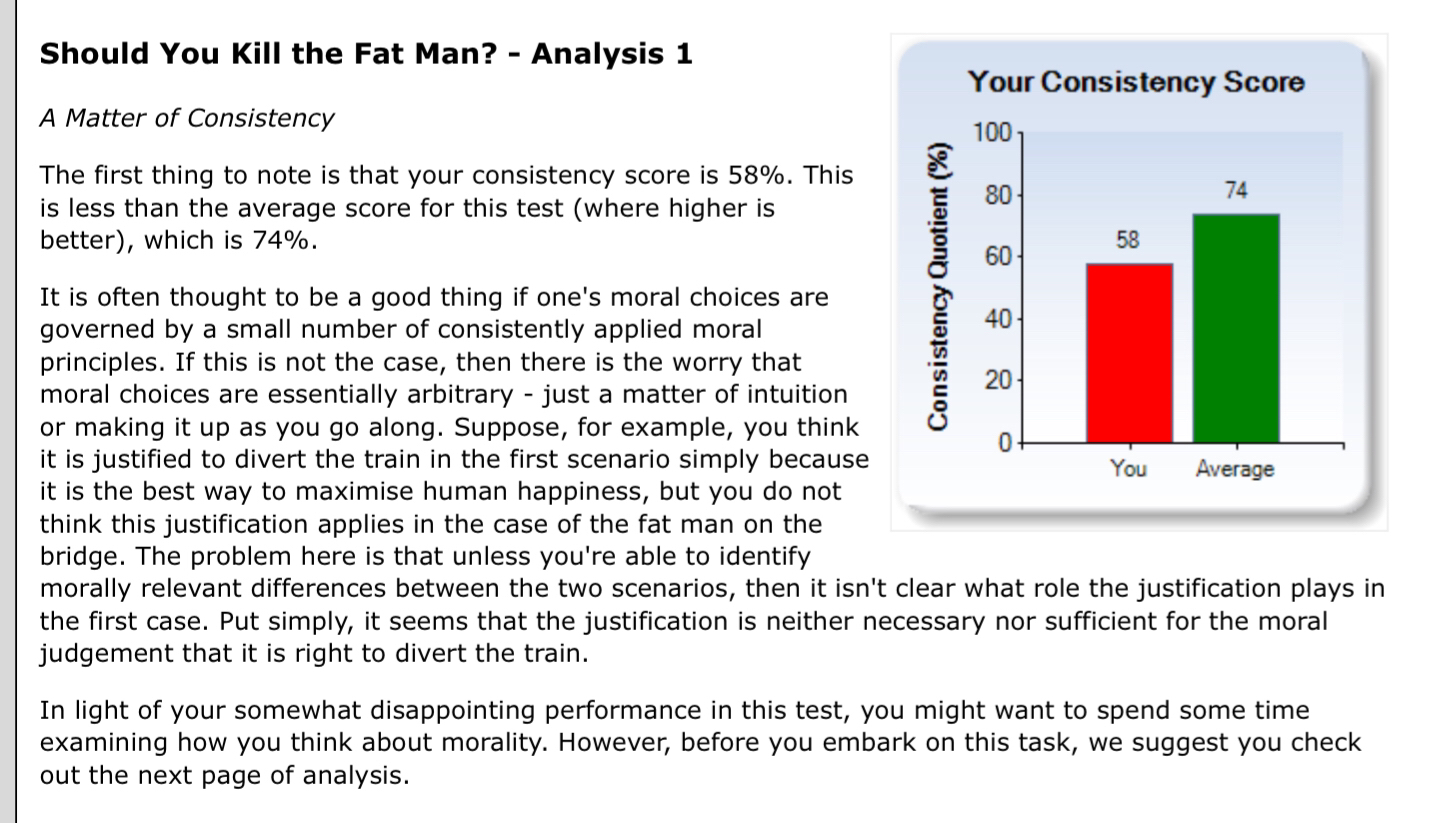 Should You Kill the Fat Man? - Analysis 1
A Matter of Consistency
The first thing to note is that your consistency score is 58%. This
is less than the average score for this test (where higher is
better), which is 74%.
It is often thought to be a good thing if one's moral choices are
governed by a small number of consistently applied moral
principles. If this is not the case, then there is the worry that
moral choices are essentially arbitrary - just a matter of intuition
or making it up as you go along. Suppose, for example, you think
it is justified to divert the train in the first scenario simply because
it is the best way to maximise human happiness, but you do not
think this justification applies in the case of the fat man on the
bridge. The problem here is that unless you're able to identify
morally relevant differences between the two scenarios, then it isn't clear what role the justification plays in
the first case. Put simply, it seems that the justification is neither necessary nor sufficient for the moral
judgement that it is right to divert the train.
In light of your somewhat disappointing performance in this test, you might want to spend some time
examining how you think about morality. However, before you embark on this task, we suggest you check
out the next page of analysis.
Your Consistency Score
Consistency Quotient (%)
100
80
60
40
20
0
58
74
You
Average